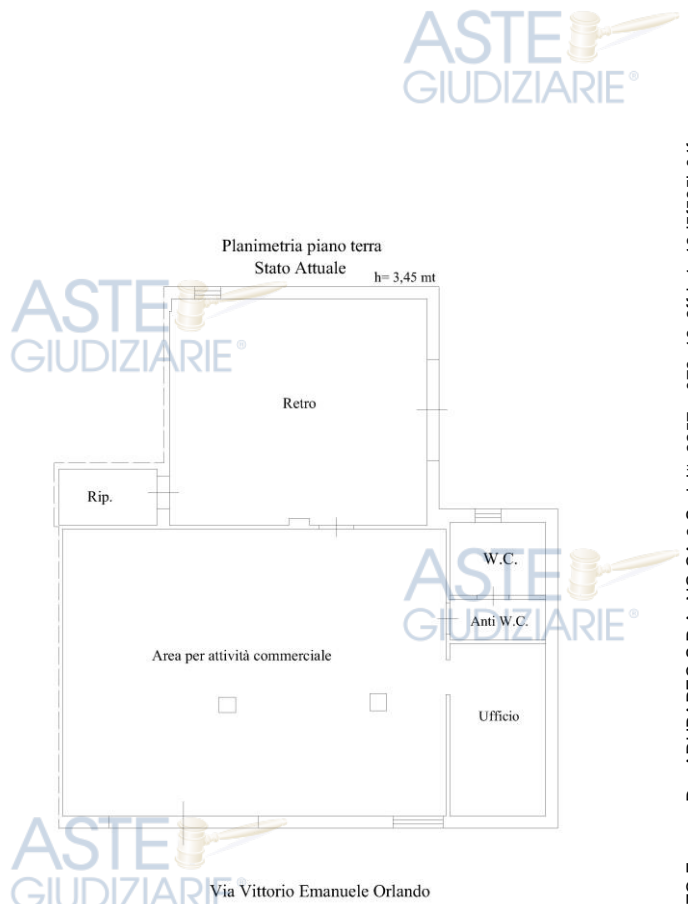 ASTE
GIUDIZIARIE®
Planimetria piano terra
Stato Attuale
h= 3,45 mt
ASTE
GIUDIZIARIE®
Retro
Rip.
W.C.
ASTE
GIUDIZIARIE®
Anti W.C.
Area per attività commerciale
Ufficio
ASTE
GIUDIZIARIE
Via Vittorio Emanuele Orlando